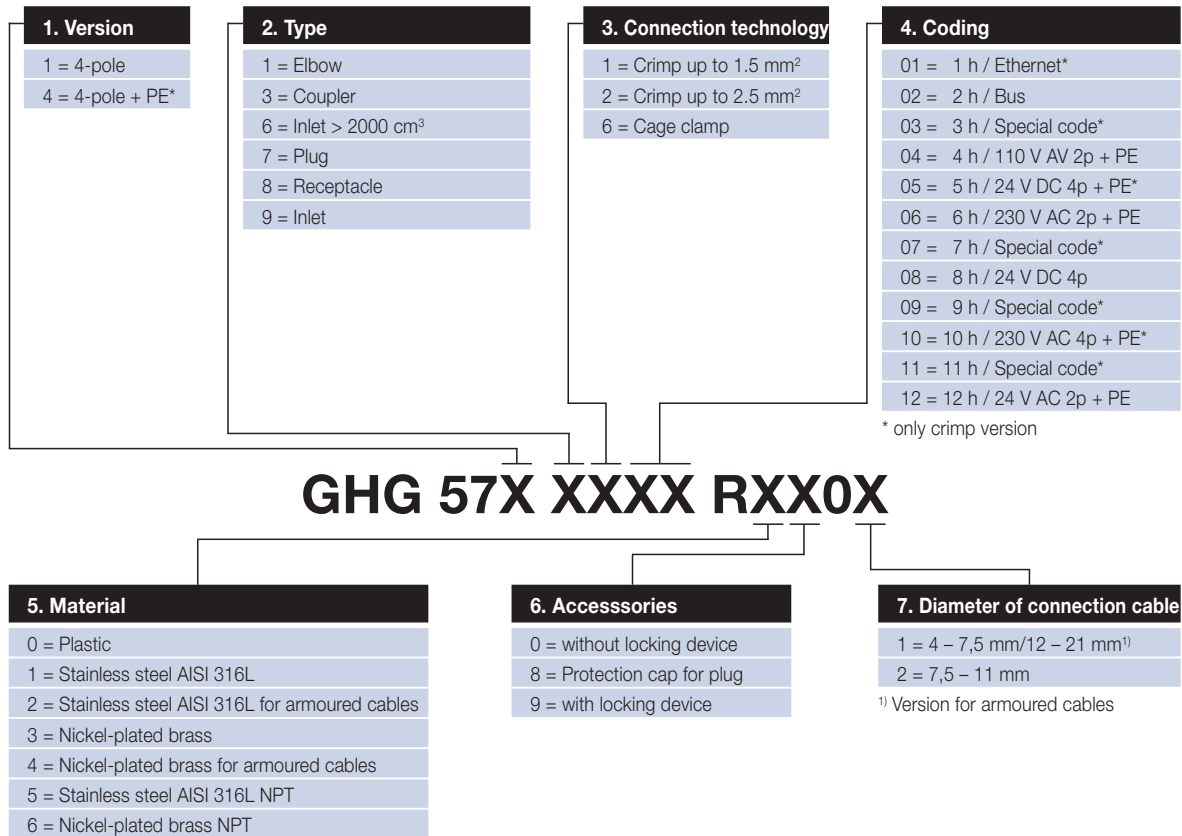 1. Version
1 = 4-pole
4 = 4-pole + PE*
2. Type
1 = Elbow
3 = Coupler
6 = Inlet > 2000 cm³
7 = Plug
8 = Receptacle
9 = Inlet
3. Connection technology
1 = Crimp up to 1.5 mm²
2 = Crimp up to 2.5 mm²
6 = Cage clamp
4. Coding
01 = 1 h / Ethernet*
02 = 2 h / Bus
03 = 3 h / Special code*
04 = 4 h / 110 V AV 2p + PE
05 = 5 h / 24 V DC 4p + PE*
06 = 6 h / 230 V AC 2p + PE
07 = 7 h / Special code*
08 = 8 h / 24 V DC 4p
09 = 9 h / Special code*
10 = 10 h / 230 V AC 4p + PE*
11 = 11 h / Special code*
12 = 12 h / 24 V AC 2p + PE
* only crimp version
GHG 57X XXXX RXX0X
5. Material
0 = Plastic
1 = Stainless steel AISI 316L
2 = Stainless steel AISI 316L for armoured cables
3 = Nickel-plated brass
4 = Nickel-plated brass for armoured cables
5 = Stainless steel AISI 316L NPT
6 = Nickel-plated brass NPT
6. Accesssories
0 = without locking device
8 = Protection cap for plug
9 = with locking device
7. Diameter of connection cable
1 = 4 – 7,5 mm/12 – 21 mm¹⁾
2 = 7,5 – 11 mm
¹⁾ Version for armoured cables